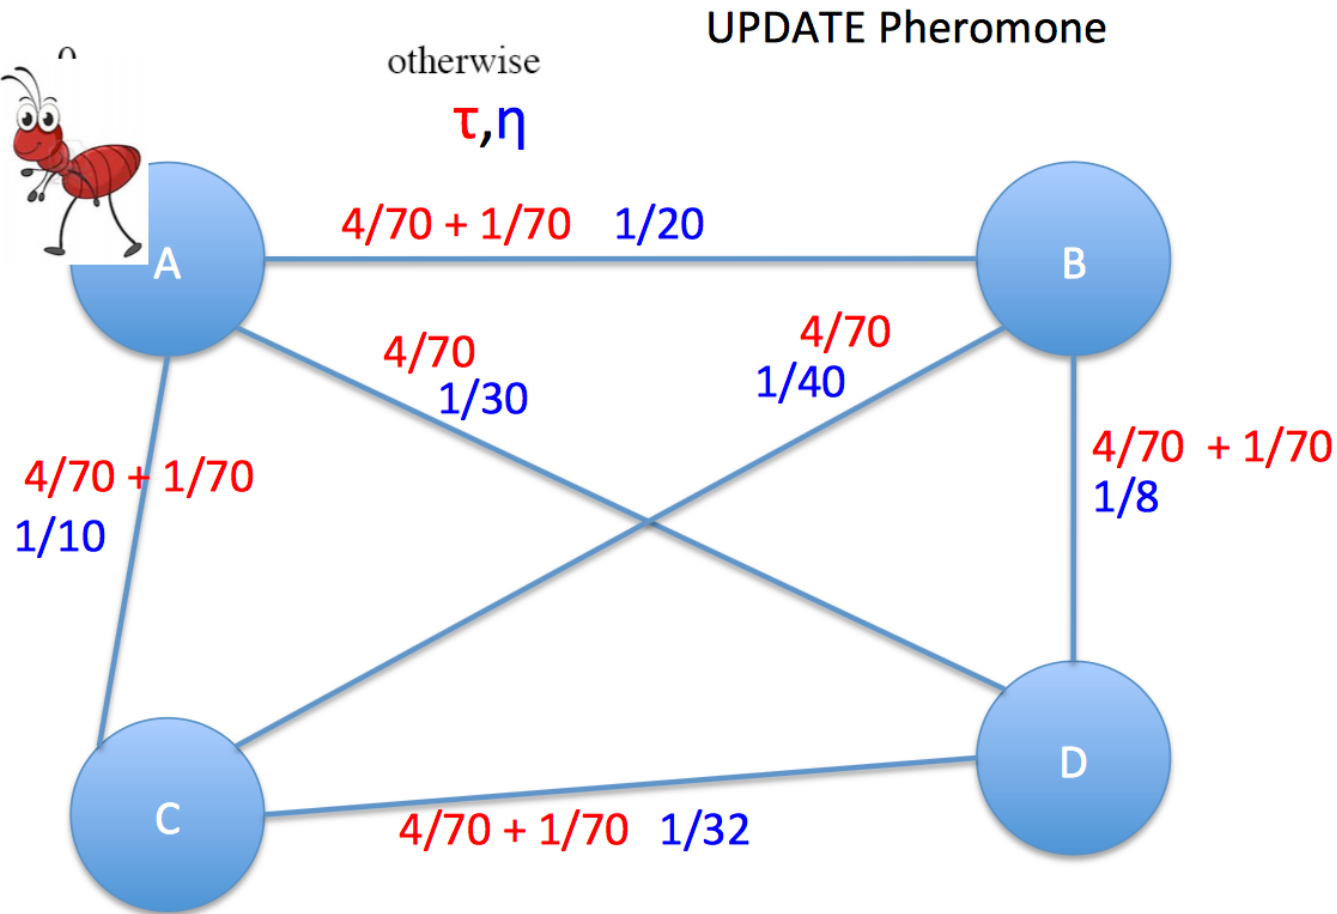 UPDATE Pheromone
otherwise
τ,η
4/70 + 1/70 1/20
A
B
4/70
1/30
4/70
1/40
4/70 + 1/70
1/8
4/70 + 1/70
1/10
D
C
4/70 + 1/70 1/32